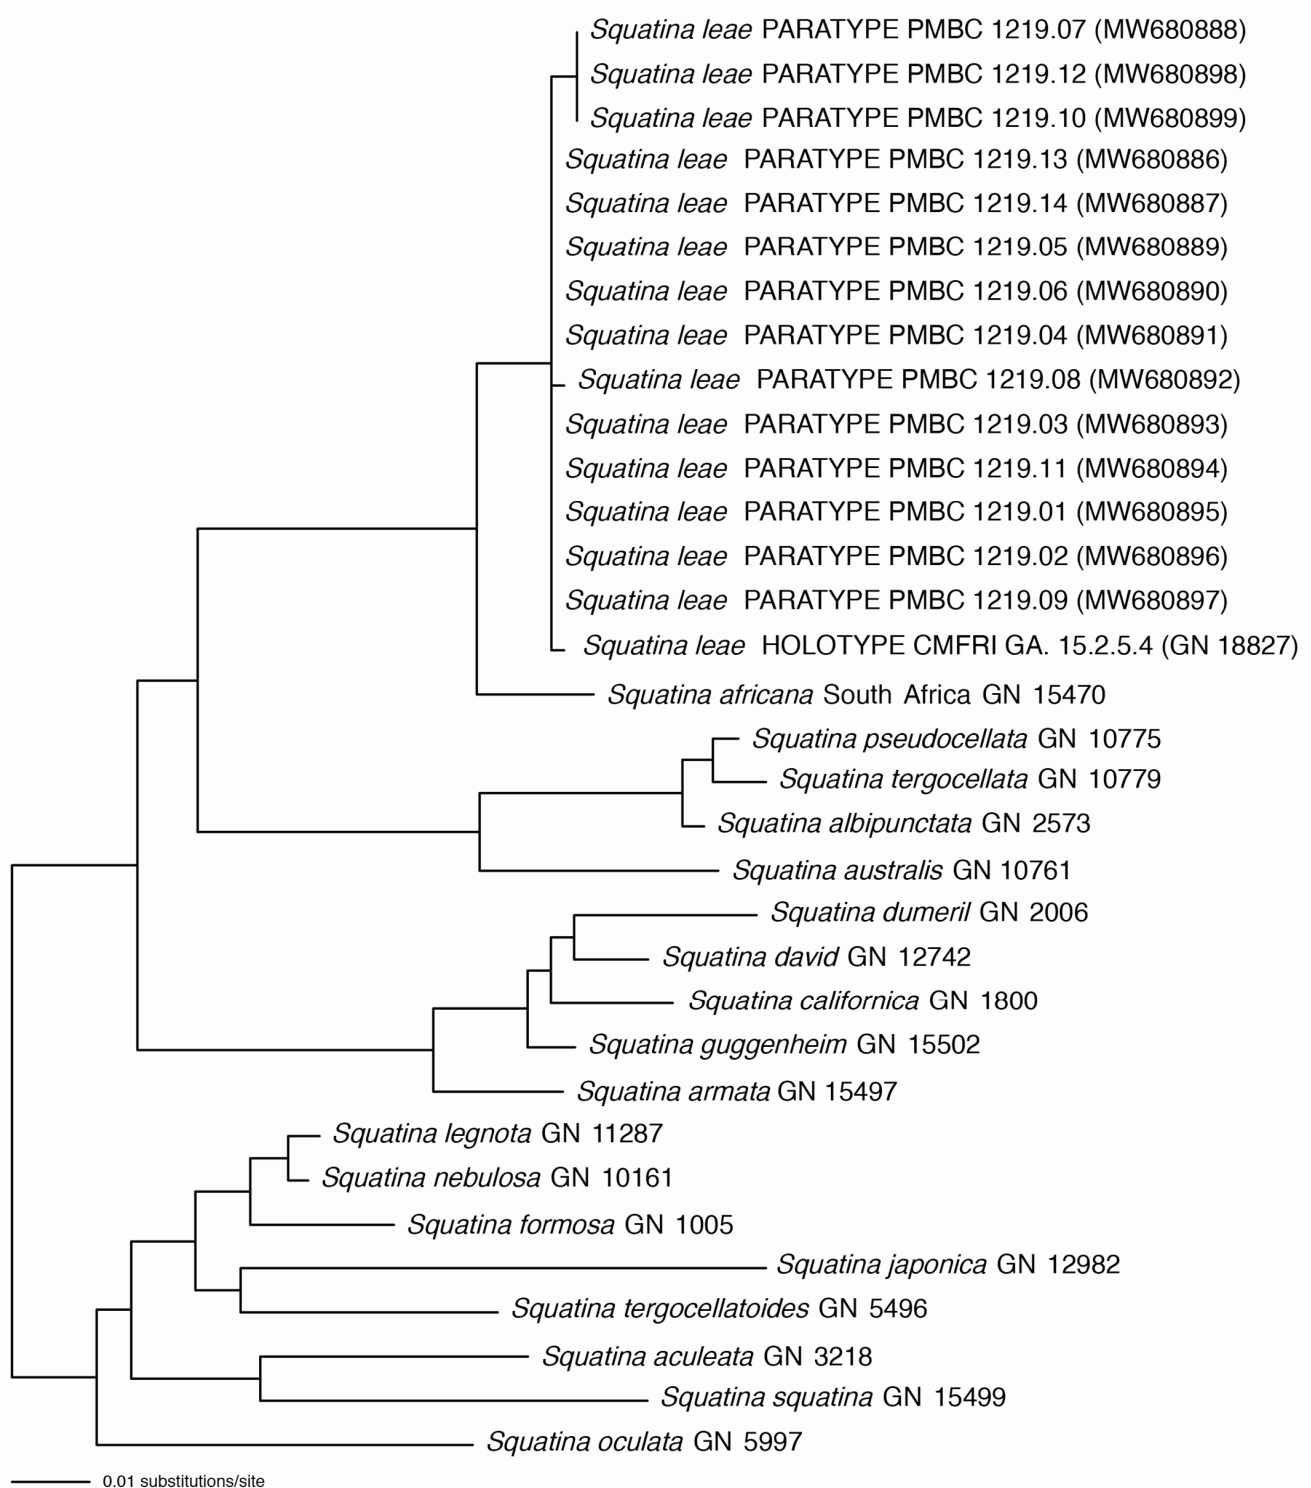 Squatina leae PARATYPE PMBC 1219.07 (MW680888)
Squatina leae PARATYPE PMBC 1219.12 (MW680898)
Squatina leae PARATYPE PMBC 1219.10 (MW680899)
Squatina leae PARATYPE PMBC 1219.13 (MW680886)
Squatina leae PARATYPE PMBC 1219.14 (MW680887)
Squatina leae PARATYPE PMBC 1219.05 (MW680889)
Squatina leae PARATYPE PMBC 1219.06 (MW680890)
Squatina leae PARATYPE PMBC 1219.04 (MW680891)
Squatina leae PARATYPE PMBC 1219.08 (MW680892)
Squatina leae PARATYPE PMBC 1219.03 (MW680893)
Squatina leae PARATYPE PMBC 1219.11 (MW680894)
Squatina leae PARATYPE PMBC 1219.01 (MW680895)
Squatina leae PARATYPE PMBC 1219.02 (MW680896)
Squatina leae PARATYPE PMBC 1219.09 (MW680897)
Squatina leae HOLOTYPE CMFRI GA. 15.2.5.4 (GN 18827)
Squatina africana South Africa GN 15470
Squatina pseudocellata GN 10775
Squatina tergocellata GN 10779
Squatina albipunctata GN 2573
Squatina australis GN 10761
Squatina dumeril GN 2006
Squatina david GN 12742
Squatina californica GN 1800
Squatina guggenheim GN 15502
Squatina armata GN 15497
Squatina legnota GN 11287
Squatina nebulosa GN 10161
Squatina formosa GN 1005
Squatina japonica GN 12982
Squatina tergocellatoides GN 5496
Squatina aculeata GN 3218
Squatina squatina GN 15499
Squatina oculata GN 5997
0.01 substitutions/site